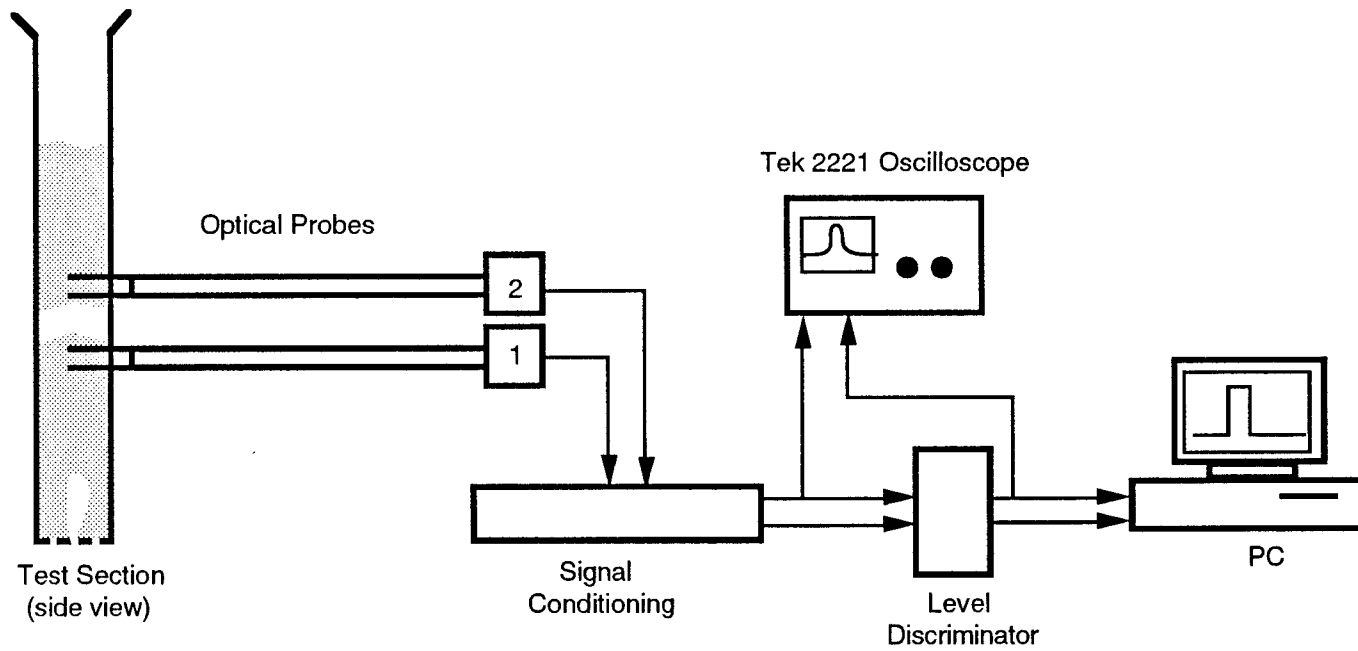 Tek 2221 Oscilloscope
Optical Probes
2
1
Test Section
(side view)
Signal
Conditioning
Level
Discriminator
PC